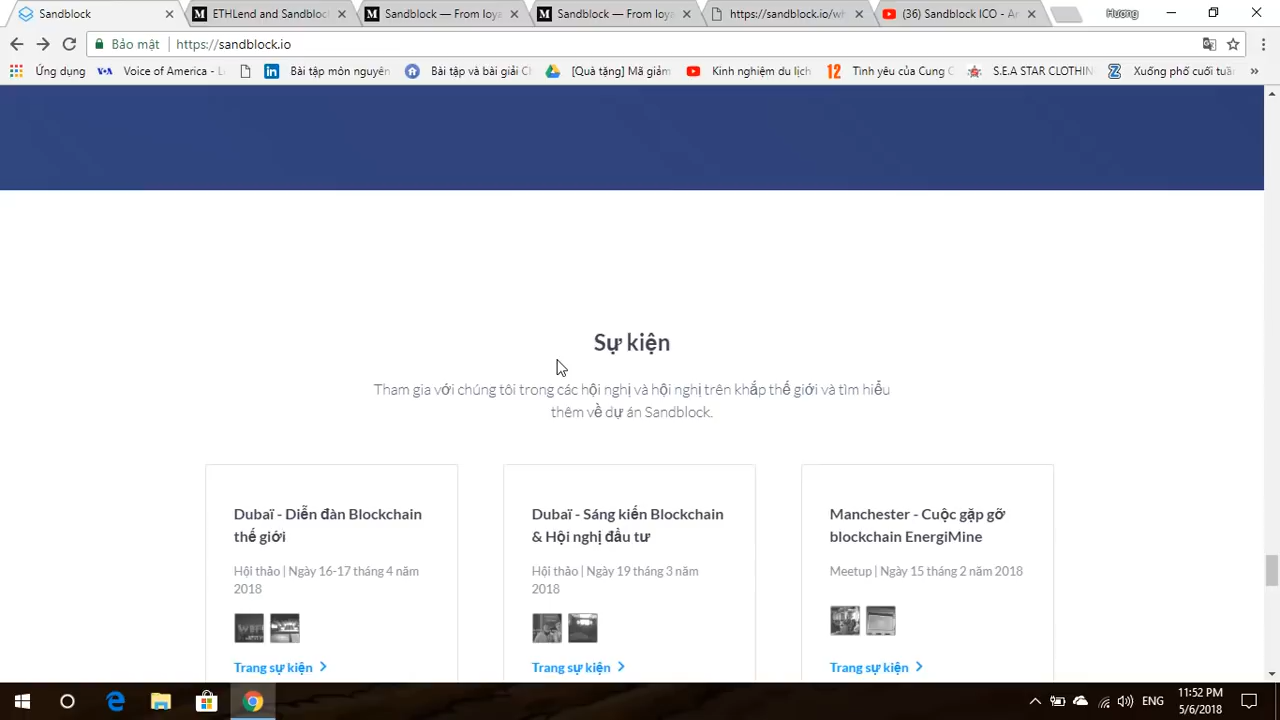 Sandblock
ETHLend and Sandbloc
Sandblock — From loya
Sandblock — From loya
https://sandblock.io/wh
(36) Sandblock ICO - A
Hương
Bảo mật
https://sandblock.io
Ứng dụng
Voice of America - L
Bài tập môn nguyên
Bài tập và bài giải C
[Quà tặng] Mã giảm
Kinh nghiệm du lịch
12
Tình yêu của Cung
S.E.A STAR CLOTHIN
Xuống phố cuối tuầ
»
Sự kiện
Tham gia với chúng tôi trong các hội nghị và hội nghị trên khắp thế giới và tìm hiểu
thêm về dự án Sandblock.
Dubaï - Diễn đàn Blockchain
thế giới
Hội thảo | Ngày 16-17 tháng 4 năm
2018
Trang sự kiện
Dubaï - Sáng kiến Blockchain
& Hội nghị đầu tư
Hội thảo | Ngày 19 tháng 3 năm
2018
Trang sự kiện
Manchester - Cuộc gặp gỡ
blockchain EnergiMine
Meetup | Ngày 15 tháng 2 năm 2018
Trang sự kiện
ENG
11:52 PM
5/6/2018